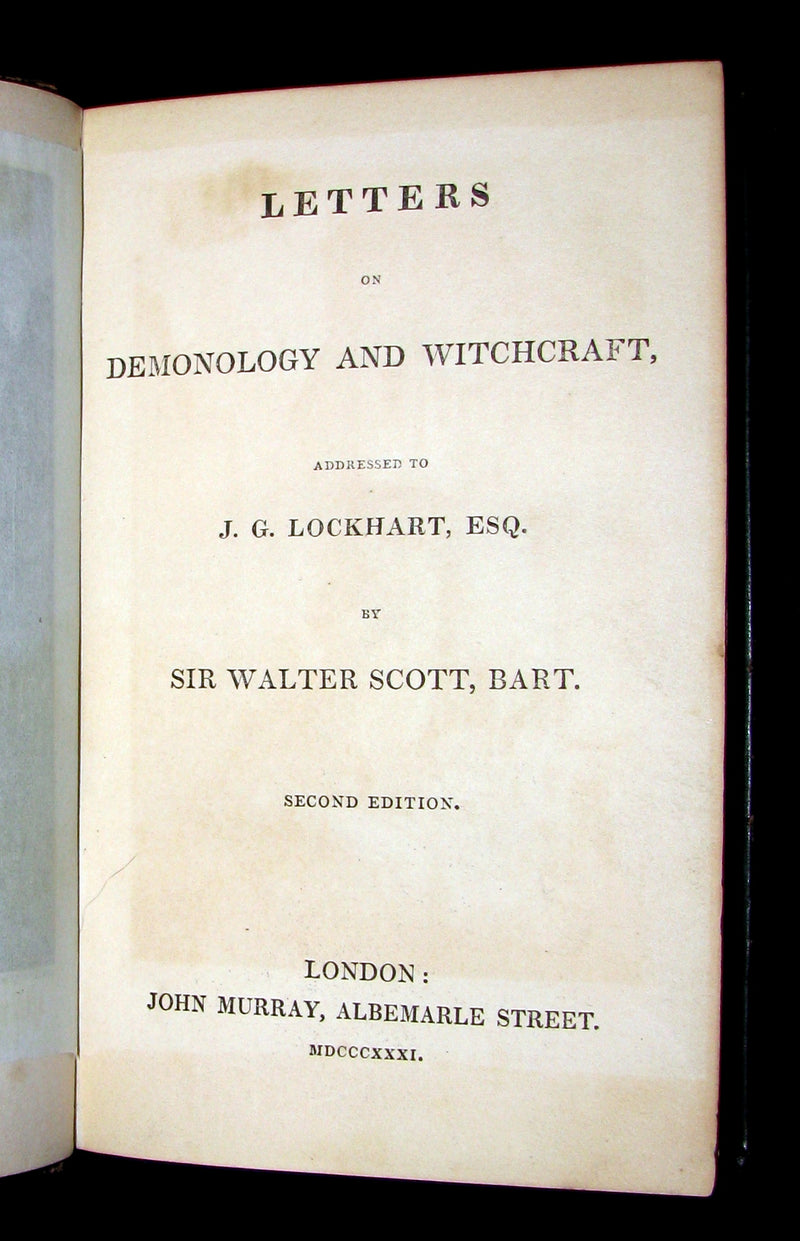 LETTERS
ON
DEMONOLOGY AND WITCHCRAFT,
ADDRESSED TO
J. G. LOCKHART, ESQ.
BY
SIR WALTER SCOTT, BART.
SECOND EDITION.
LONDON:
JOHN MURRAY, ALBEMARLE STREET.
MDCCCXXXI.